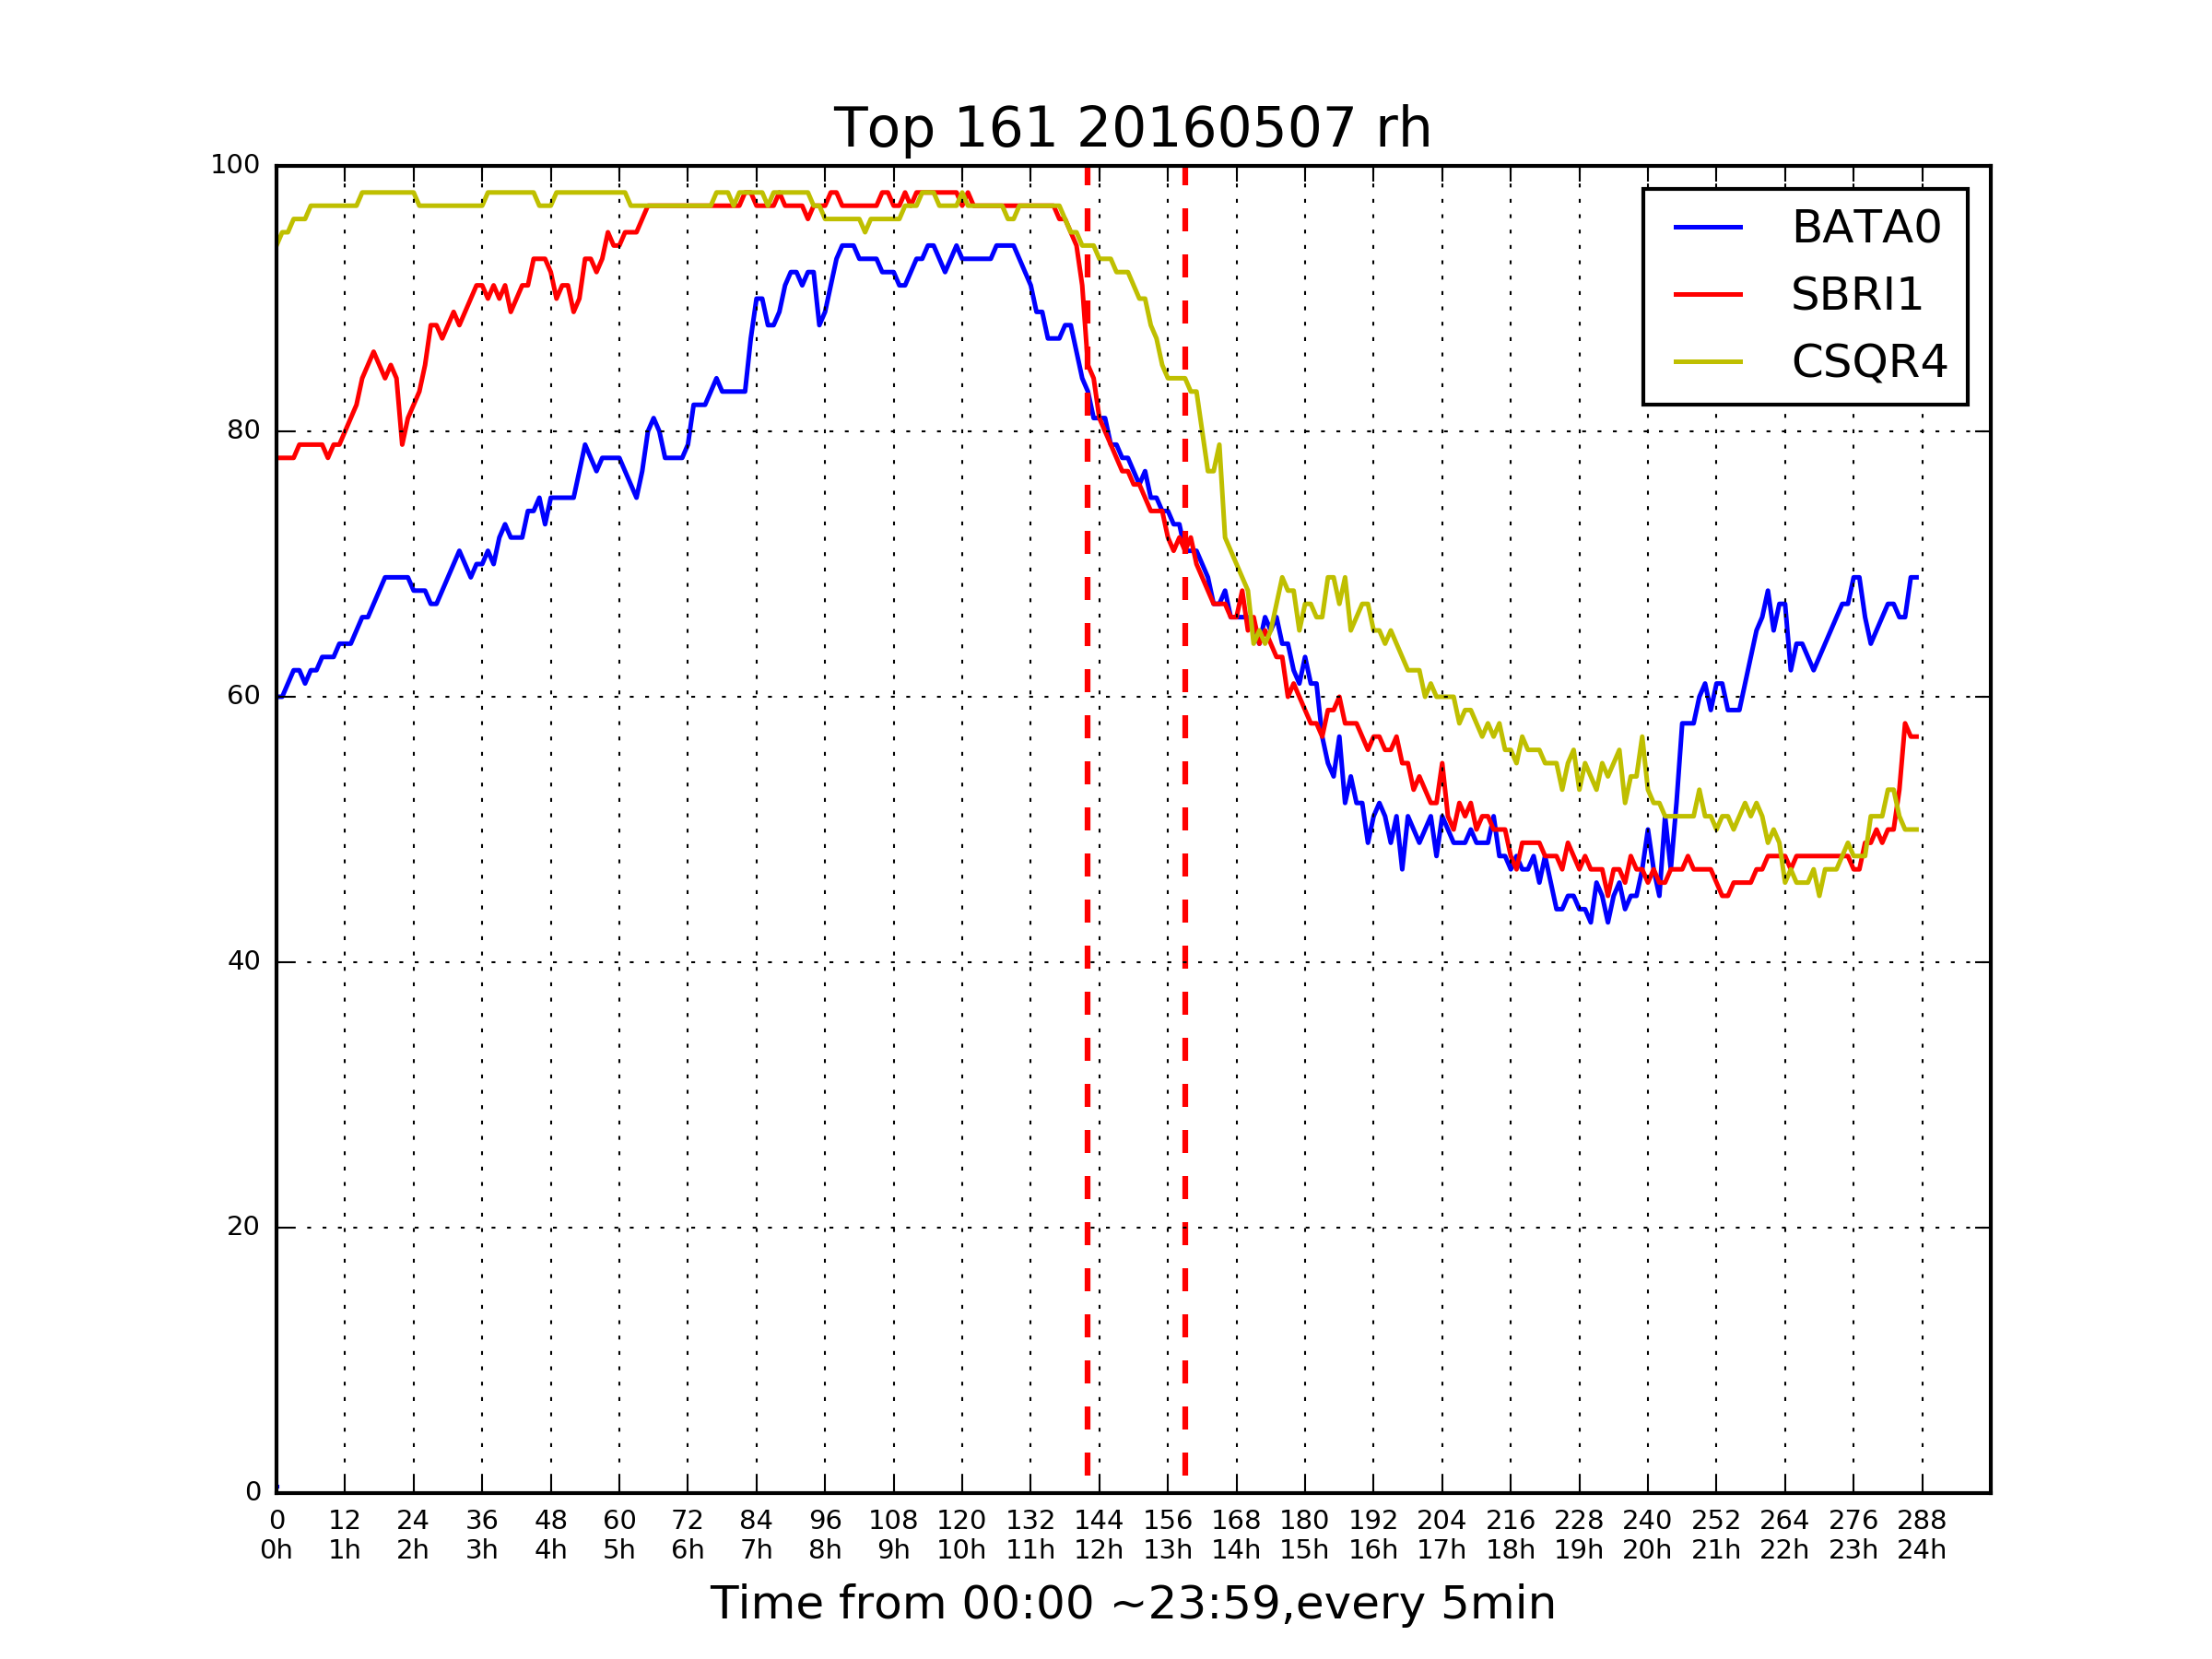 Top 161 20160507 rh
100
80
60
40
20
0
BATA0
SBRI1
CSQR4
0 12 24 36 48 60 72 84 96 108 120 132 144 156 168 180 192 204 216 228 240 252 264 276 288
0h 1h 2h 3h 4h 5h 6h 7h 8h 9h 10h 11h 12h 13h 14h 15h 16h 17h 18h 19h 20h 21h 22h 23h 24h
Time from 00:00 ~23:59,every 5min